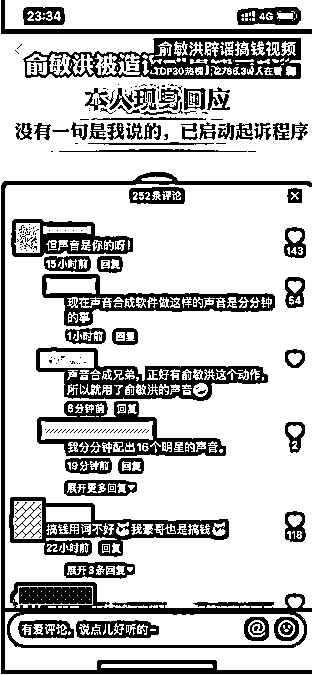 23:34
4G
俞敏洪辟谣搞钱视频
俞敏洪被造谣
TOP30热榜
本人现身回应
没有一句是我说的，已启动起诉程序
252条评论
但声音是你的呀！
143
15小时前 回复
现在声音合成软件做这样的声音是分分钟
的事
54
1小时前 回复
声音合成兄弟，正好有俞敏洪这个动作，
所以就用了俞敏洪的声音
6分钟前 回复
我分分钟配出16个明星的声音。
2
19分钟前 回复
展开更多回复
搞钱用词不好😈我豪哥也是搞钱😈
118
22小时前 回复
展开3条回复
有爱评论，说点儿好听的~
@